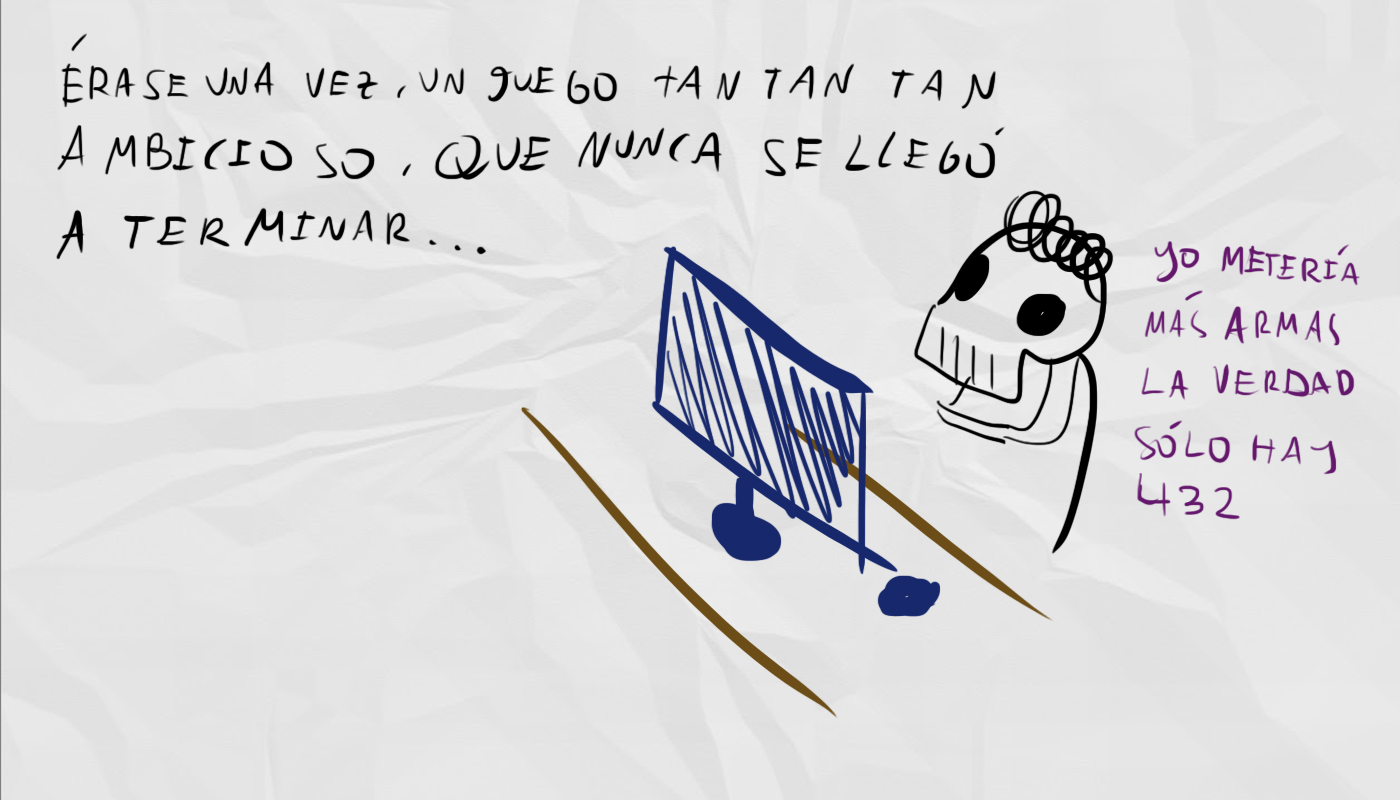 ÉRASE UNA VEZ, UN JUEGO TAN TAN TAN
AMBICIOSO, QUE NUNCA SE LLEGÓ
A TERMINAR...
YO METERÍA
MÁS ARMAS
LA VERDAD
SÓLO HAY
432